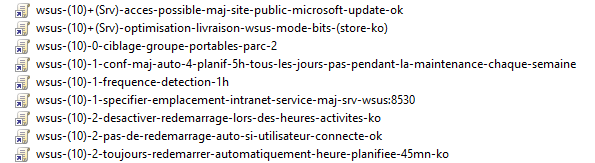 wsus-(10)+(Srv)-acces-possible-maj-site-public-microsoft-update-ok
wsus-(10)+(Srv)-optimisation-livraison-wsus-mode-bits-(store-ko)
wsus-(10)-0-ciblage-groupe-portables-parc-2
wsus-(10)-1-conf-maj-auto-4-planif-5h-tous-les-jours-pas-pendant-la-maintenance-chaque-semaine
wsus-(10)-1-frequence-detection-1h
wsus-(10)-1-specifier-emplacement-intranet-service-maj-srv-wsus:8530
wsus-(10)-2-desactiver-redemarrage-lors-des-heures-activites-ko
wsus-(10)-2-pas-de-redemarrage-auto-si-utilisateur-connecte-ok
wsus-(10)-2-toujours-redemarrer-automatiquement-heure-planifiee-45mn-ko